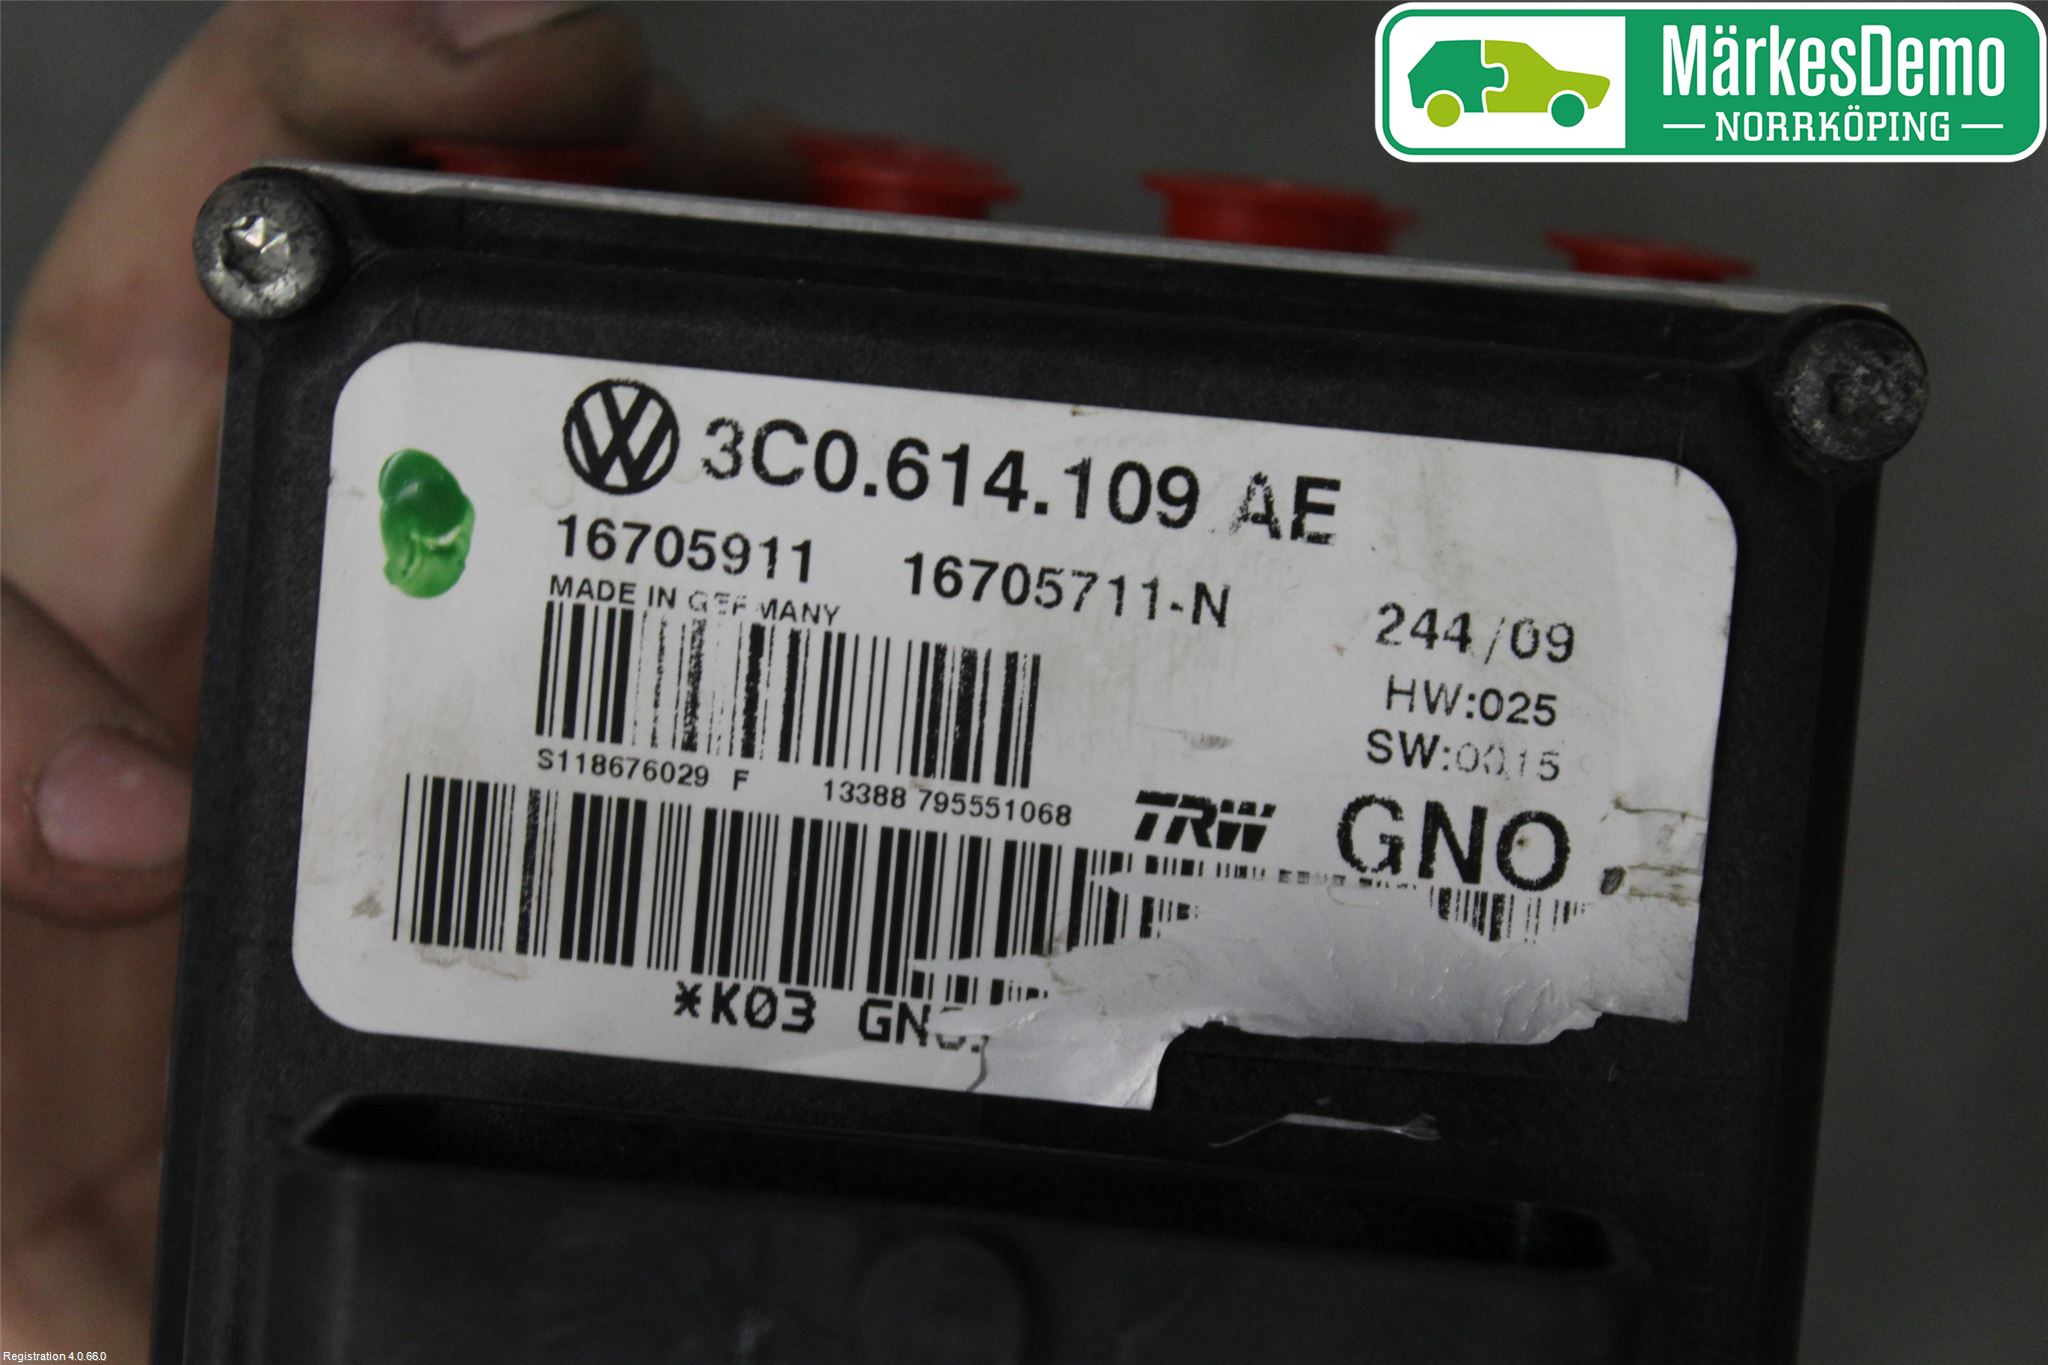 MärkesDemo
NORRKÖPING
3C0.614.109 AE
16705911 16705711-N
MADE IN GERMANY
244/09
HW:025
SW:0015
S118676029 F 13388 795551068
TRW GNO
*K03 GNO.
Registration 4.0.66.0